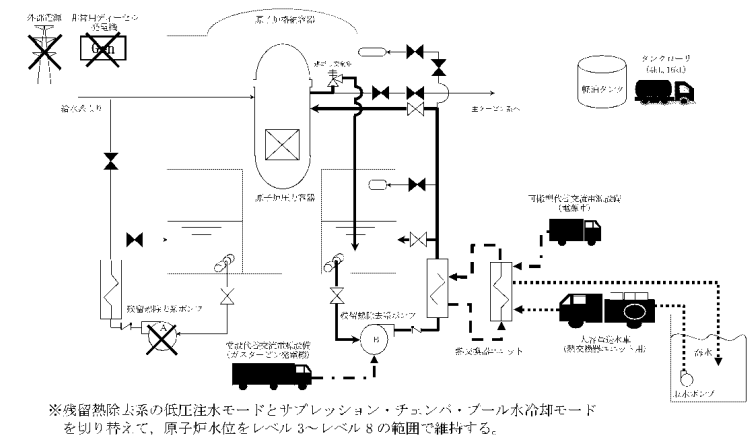 外部電源
非常用ディーゼル
発電機
Gen
原子炉格納容器
逃がし安全弁
タンクローリ
(4kL,16kL)
軽油タンク
給水系より
主タービン系へ
原子炉圧力容器
可搬型代替交流電源設備
(電源車)
残留熱除去系ポンプ
A
残留熱除去系ポンプ
B
常設代替交流電源設備
(ガスタービン発電機)
熱交換器ユニット
大容量送水車
(熱交換器ユニット用)
海水
取水ポンプ
※残留熱除去系の低圧注水モードとサプレッション・チェンバ・プール水冷却モード
を切り替えて，原子炉水位をレベル3～レベル8の範囲で維持する。